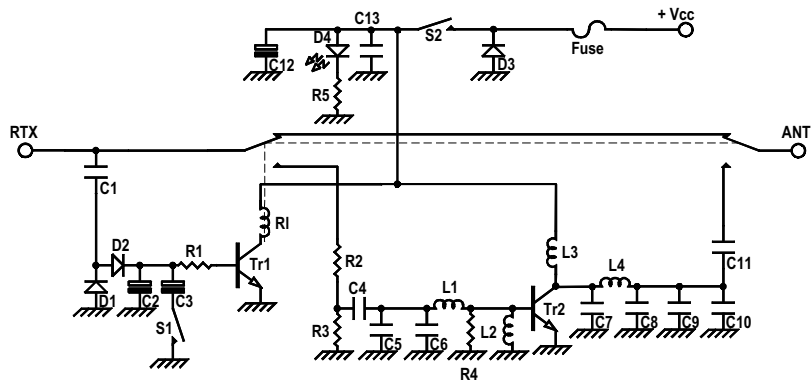 + Vcc
C13
D4
S2
Fuse
C12
D3
R5
RTX
ANT
C1
RI
D2
R1
Tr1
R2
L3
C11
C4
L1
L4
D1
C2
C3
Tr2
S1
R3
C5
C6
L2
C7
C8
C9
C10
R4